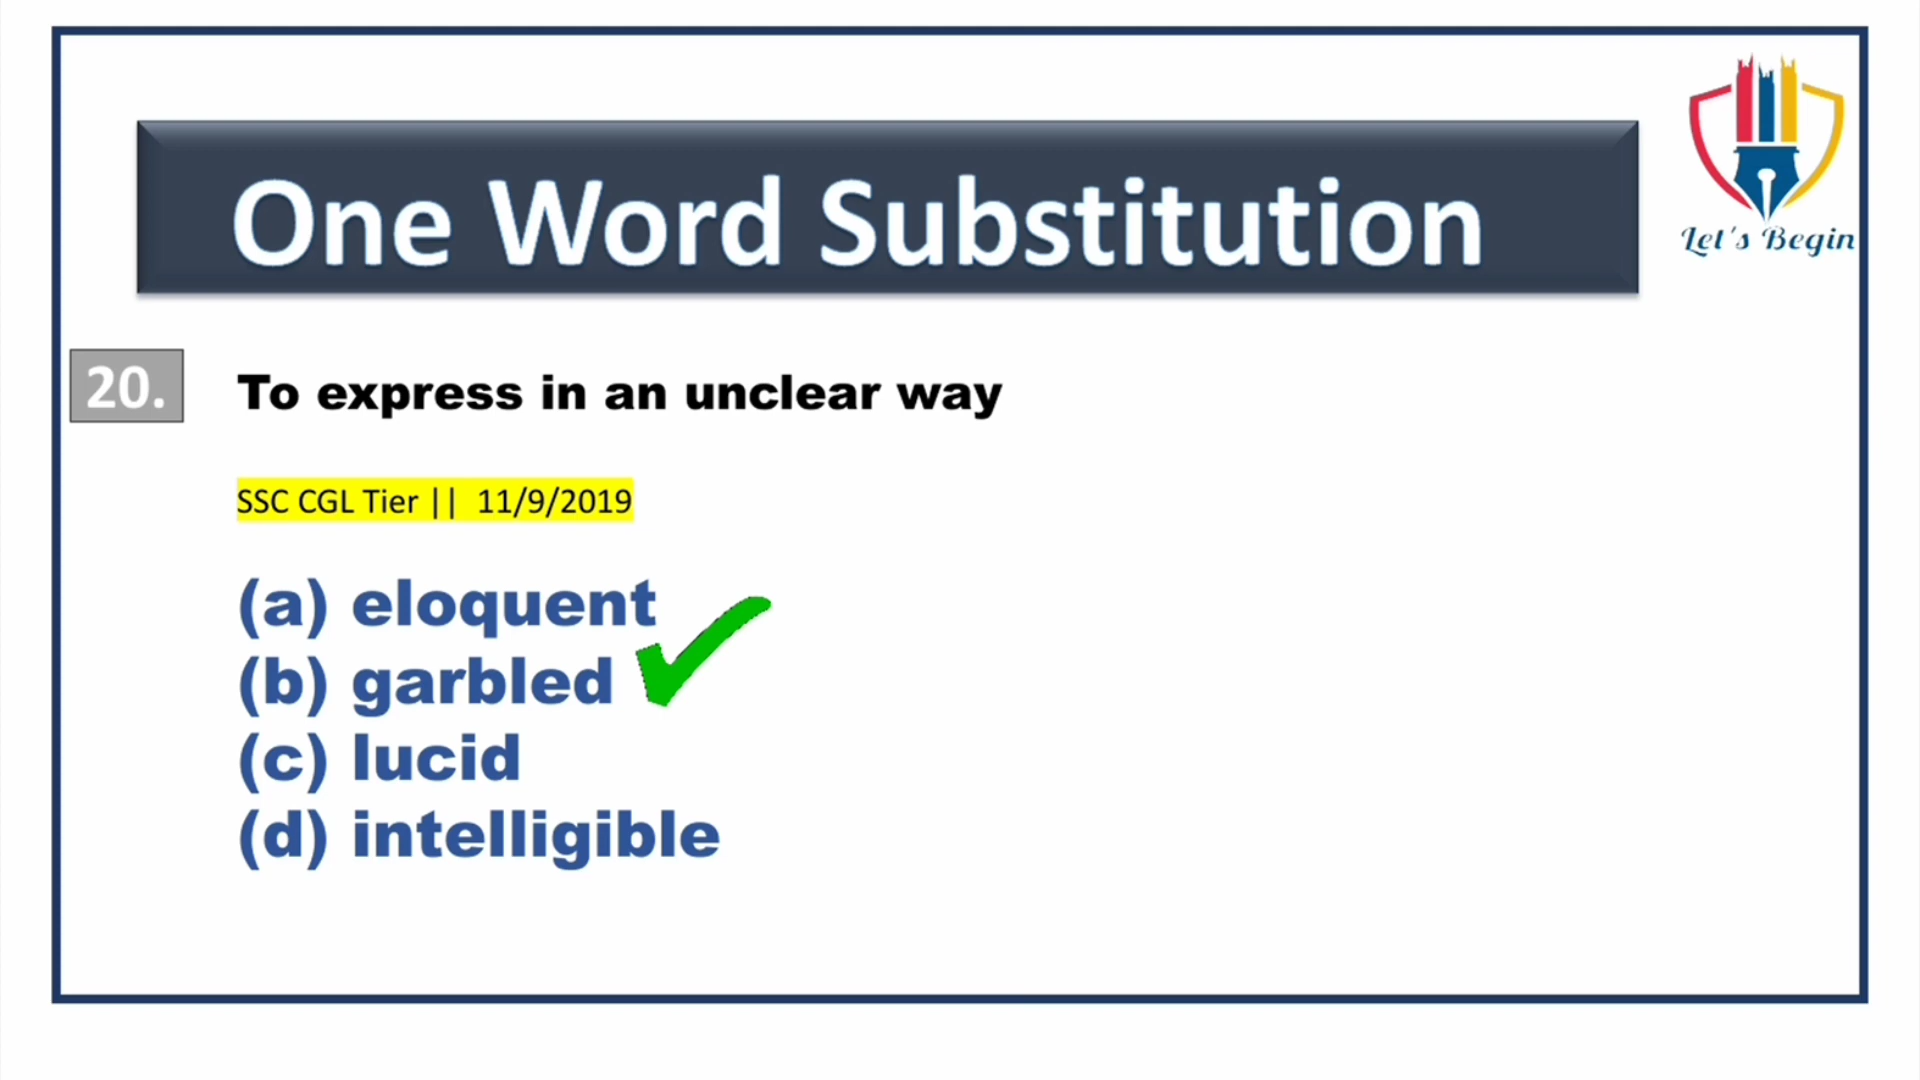 One Word Substitution
Let's Begin
20.
To express in an unclear way
SSC CGL Tier || 11/9/2019
(a) eloquent
(b) garbled
(c) lucid
(d) intelligible